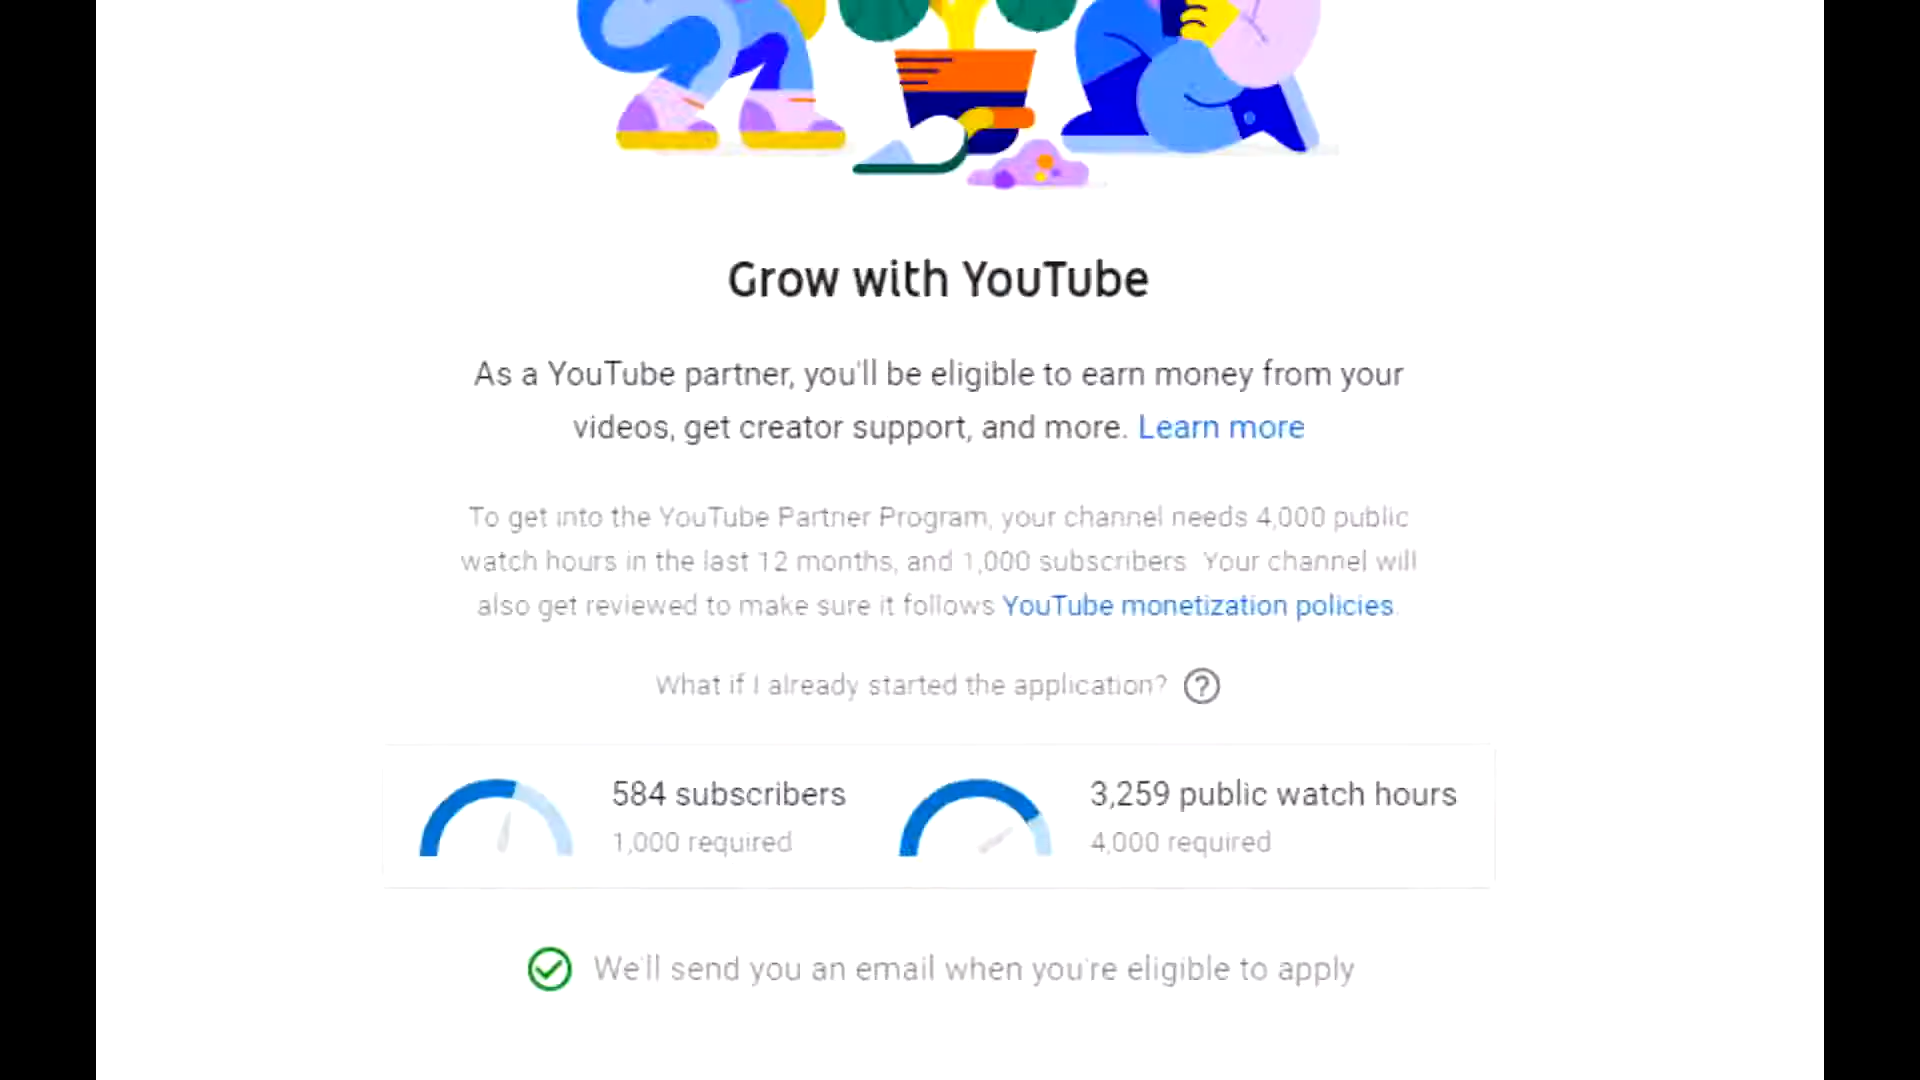 Grow with YouTube
As a YouTube partner, you'll be eligible to earn money from your
videos, get creator support, and more. Learn more
To get into the YouTube Partner Program, your channel needs 4,000 public
watch hours in the last 12 months, and 1,000 subscribers. Your channel will
also get reviewed to make sure it follows YouTube monetization policies
What if I already started the application? ?
584 subscribers
1,000 required
3,259 public watch hours
4,000 required
We'll send you an email when you're eligible to apply